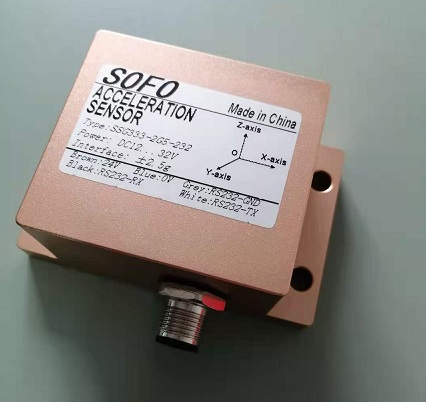 SOFO
ACCELERATION
SENSOR
Made in China
Type:SSG333-2G5-232
Power: DC12...32V
Interface: ±2.5g
Z-axis
O
X-axis
Y-axis
Brown:24V Blue:0V Grey:RS232-GND
Black:RS232-RX White:RS232-TX